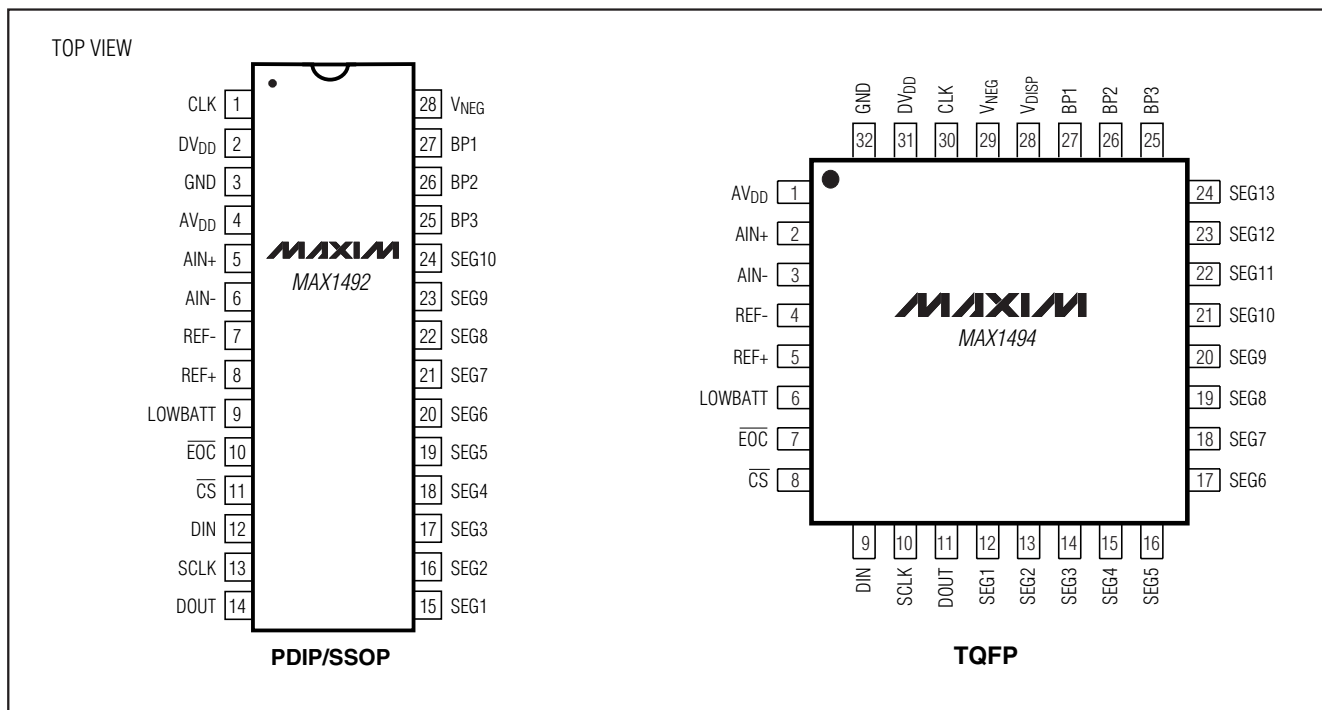 TOP VIEW
CLK 1
DVDD 2
GND 3
AVDD 4
AIN+ 5
AIN- 6
REF- 7
REF+ 8
LOWBATT 9
EOC 10
CS 11
DIN 12
SCLK 13
DOUT 14
28 VNEG
27 BP1
26 BP2
25 BP3
24 SEG10
23 SEG9
22 SEG8
21 SEG7
20 SEG6
19 SEG5
18 SEG4
17 SEG3
16 SEG2
15 SEG1
MAXIM
MAX1492
PDIP/SSOP
GND DVDD CLK VNEG VDISP BP1 BP2 BP3
32 31 30 29 28 27 26 25
AVDD 1
AIN+ 2
AIN- 3
REF- 4
REF+ 5
LOWBATT 6
EOC 7
CS 8
24 SEG13
23 SEG12
22 SEG11
21 SEG10
20 SEG9
19 SEG8
18 SEG7
17 SEG6
MAXIM
MAX1494
9 10 11 12 13 14 15 16
DIN SCLK DOUT SEG1 SEG2 SEG3 SEG4 SEG5
TQFP